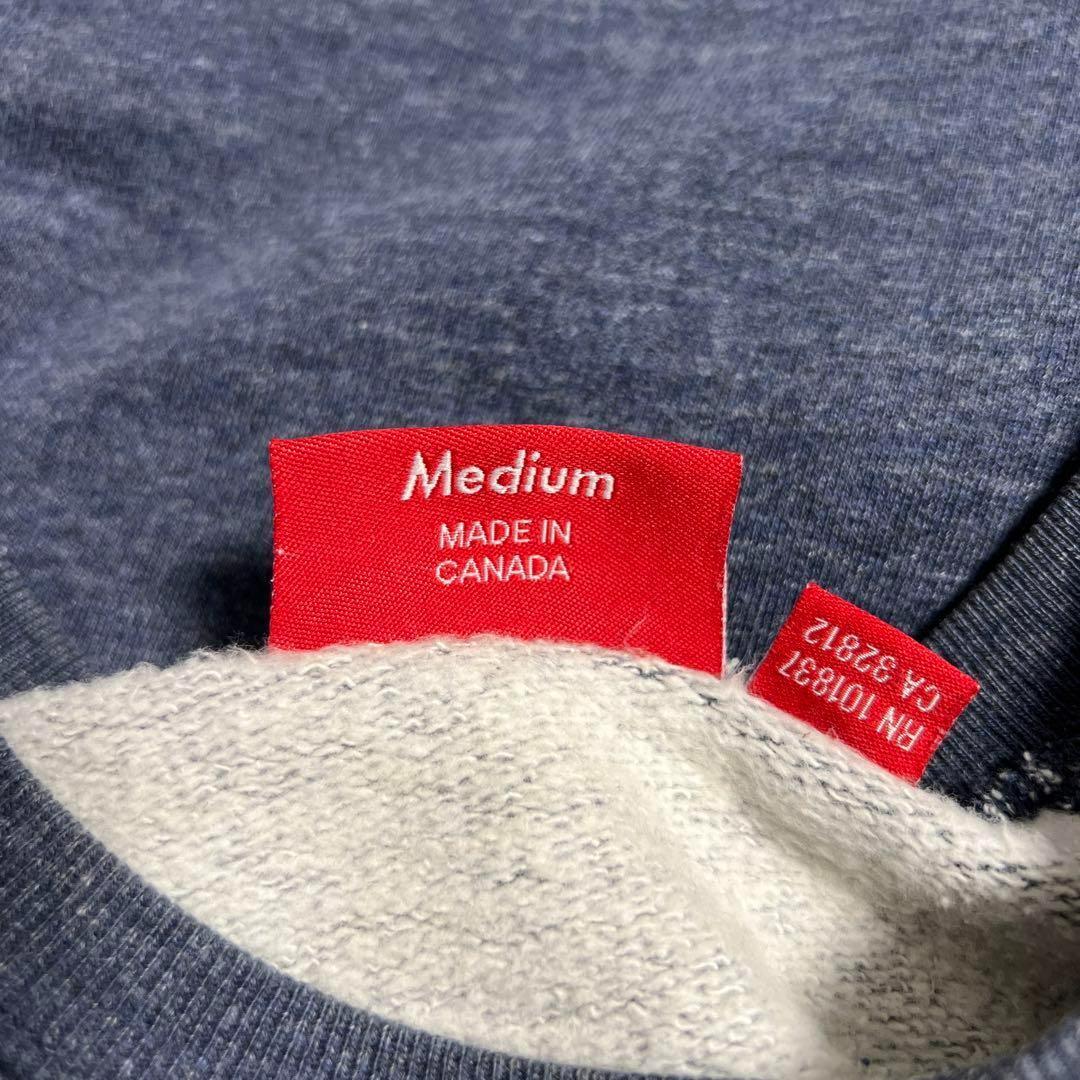 Medium
MADE IN
CANADA
RN 101837
CA 32812